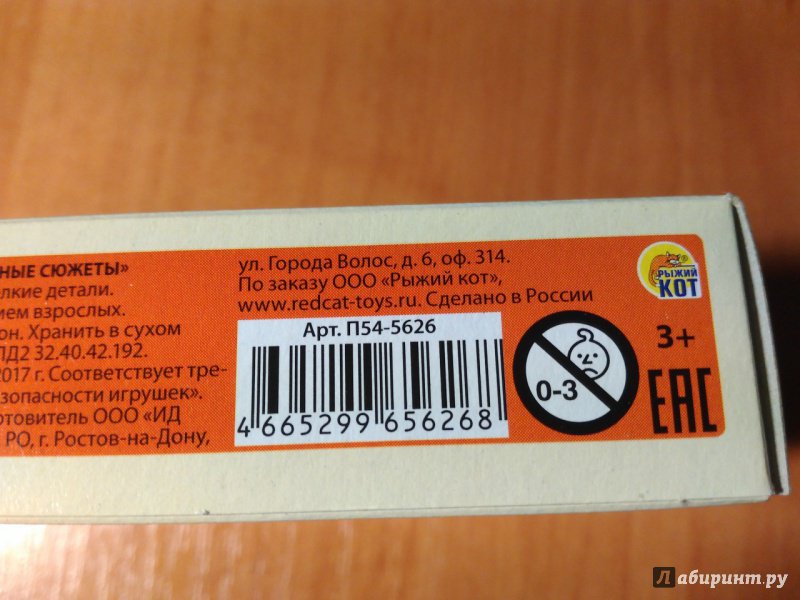 НЫЕ СЮЖЕТЫ»
лкие детали.
ием взрослых.
он. Хранить в сухом
ПД2 32.40.42.192.
2017 г. Соответствует тре-
зопасности игрушек».
отовитель ООО «ИД
РО, г. Ростов-на-Дону,
ул. Города Волос, д. 6, оф. 314.
По заказу ООО «Рыжий кот»,
www.redcat-toys.ru. Сделано в России
Арт. П54-5626
4 665299 656268
0-3
РЫЖИЙ
КОТ
3+
EAC
Лабиринт.ру